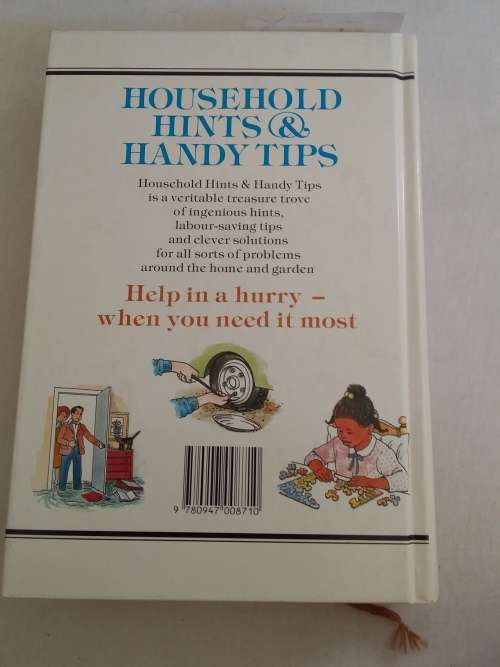 HOUSEHOLD
HINTS &
HANDY TIPS
Household Hints & Handy Tips
is a veritable treasure trove
of ingenious hints,
labour-saving tips
and clever solutions
for all sorts of problems
around the home and garden
Help in a hurry –
when you need it most
9 780947 008710